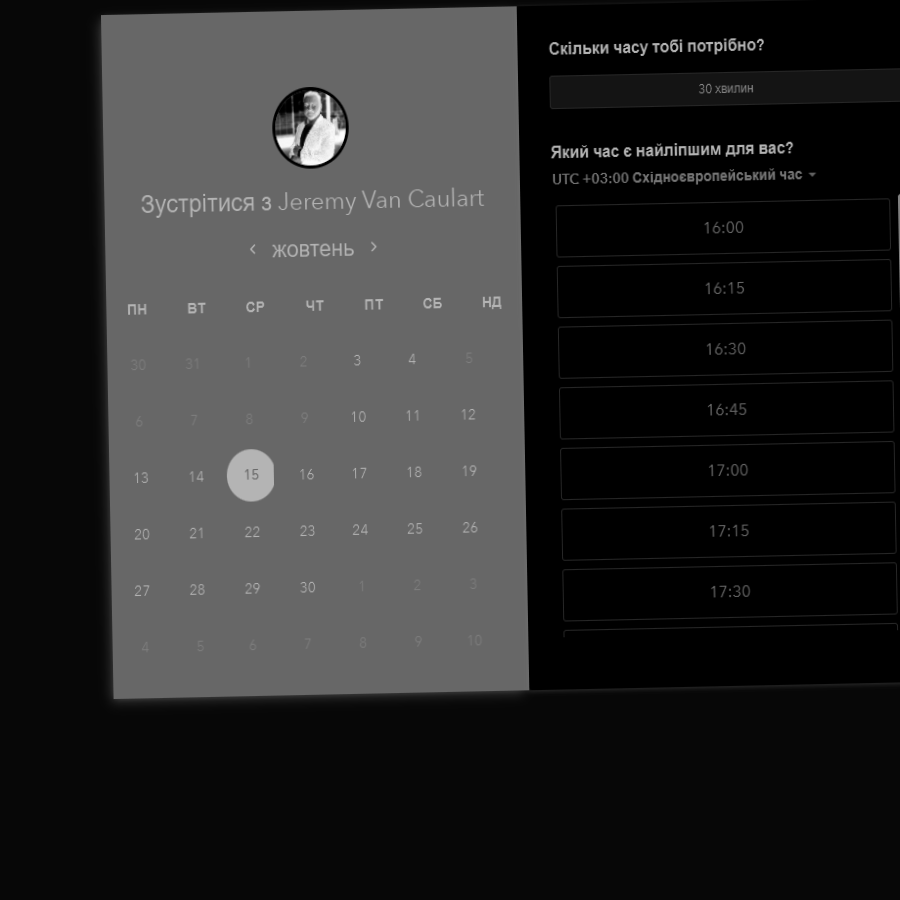 Зустрітися з Jeremy Van Caulart
‹ жовтень ›
ПН ВТ СР ЧТ ПТ СБ НД
30 31 1 2 3 4 5
6 7 8 9 10 11 12
13 14 15 16 17 18 19
20 21 22 23 24 25 26
27 28 29 30 1 2 3
4 5 6 7 8 9 10
Скільки часу тобі потрібно?
30 хвилин
Який час є найліпшим для вас?
UTC +03:00 Східноєвропейський час
16:00
16:15
16:30
16:45
17:00
17:15
17:30